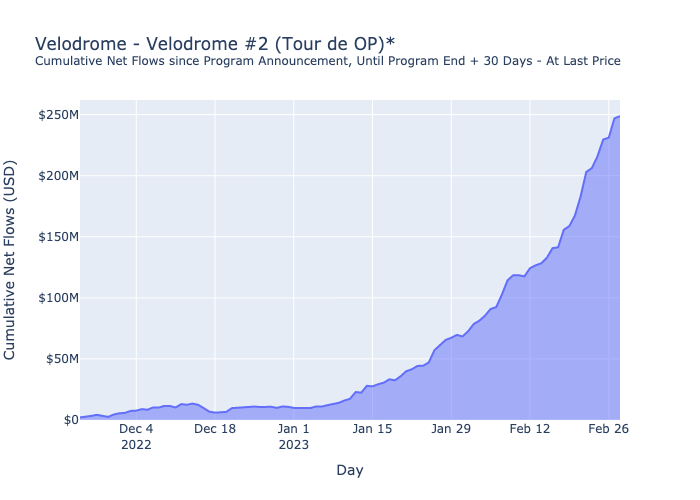 Velodrome - Velodrome #2 (Tour de OP)*
Cumulative Net Flows since Program Announcement, Until Program End + 30 Days - At Last Price
Cumulative Net Flows (USD)
$250M
$200M
$150M
$100M
$50M
$0
Dec 4 Dec 18 Jan 1 Jan 15 Jan 29 Feb 12 Feb 26
2022 2023
Day